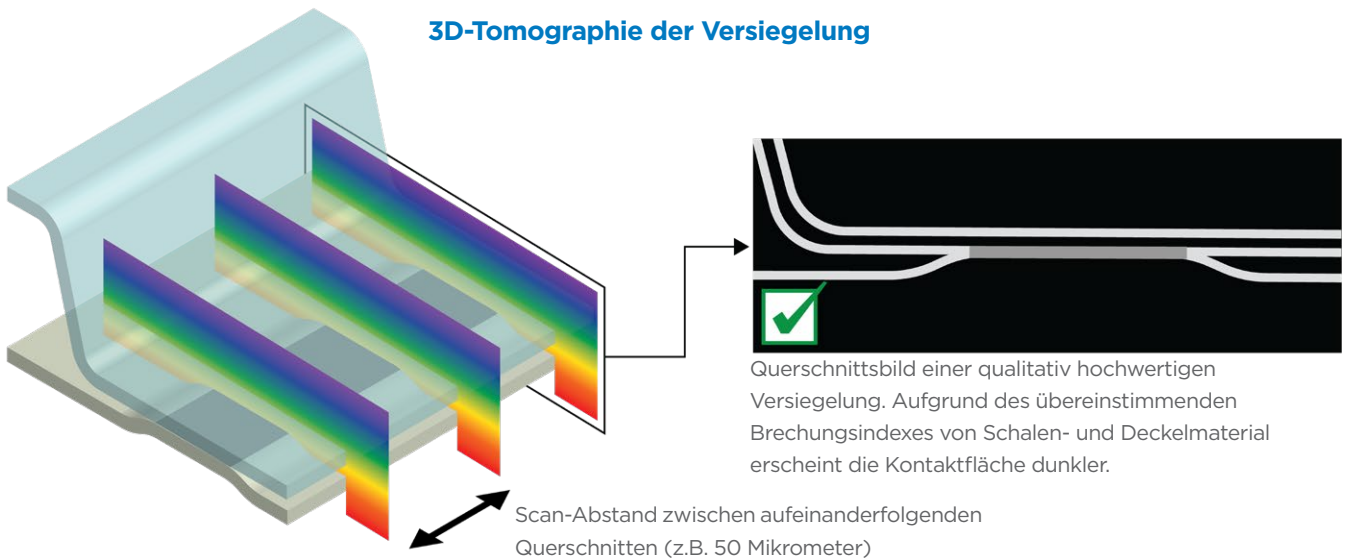 3D-Tomographie der Versiegelung
Querschnittsbild einer qualitativ hochwertigen
Versiegelung. Aufgrund des übereinstimmenden
Brechungsindexes von Schalen- und Deckelmaterial
erscheint die Kontaktfläche dunkler.
Scan-Abstand zwischen aufeinanderfolgenden
Querschnitten (z.B. 50 Mikrometer)